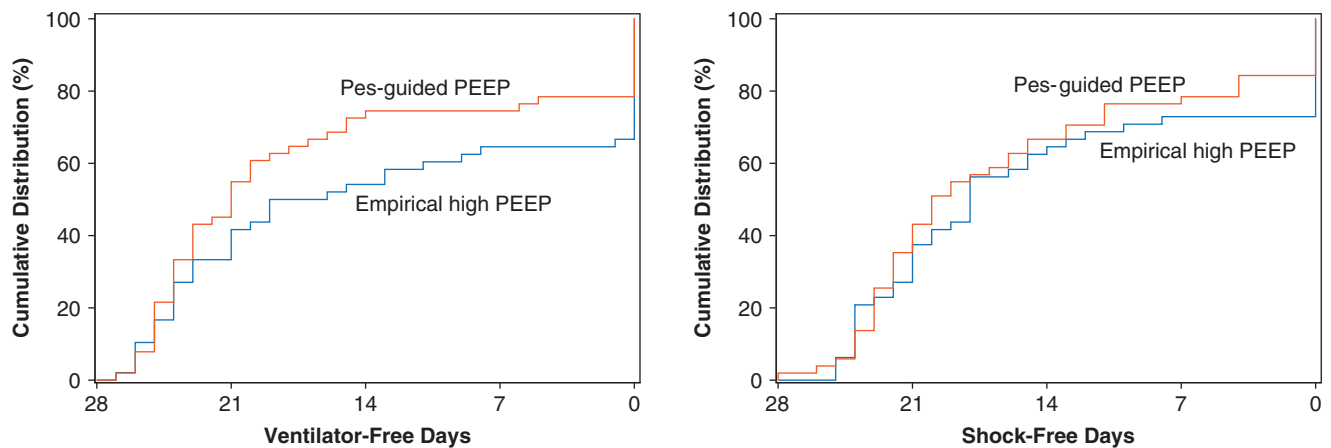 Cumulative Distribution (%)
100
80
60
40
20
0
Pes-guided PEEP
Empirical high PEEP
28 21 14 7 0
Ventilator-Free Days
Cumulative Distribution (%)
100
80
60
40
20
0
Pes-guided PEEP
Empirical high PEEP
28 21 14 7 0
Shock-Free Days